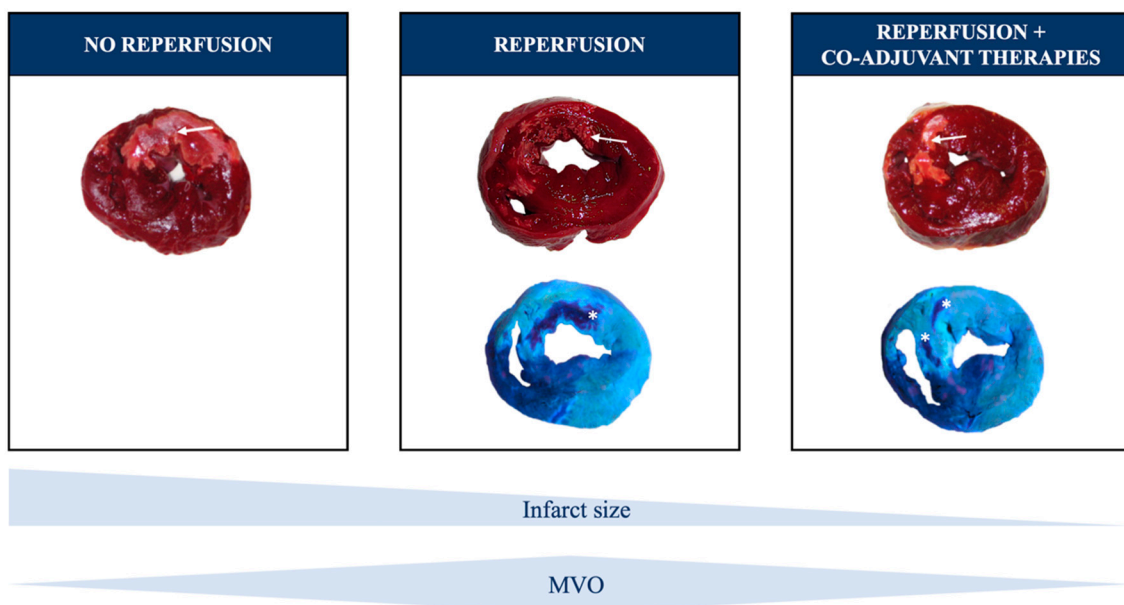 NO REPERFUSION
REPERFUSION
REPERFUSION +
CO-ADJUVANT THERAPIES
*
*
*
Infarct size
MVO